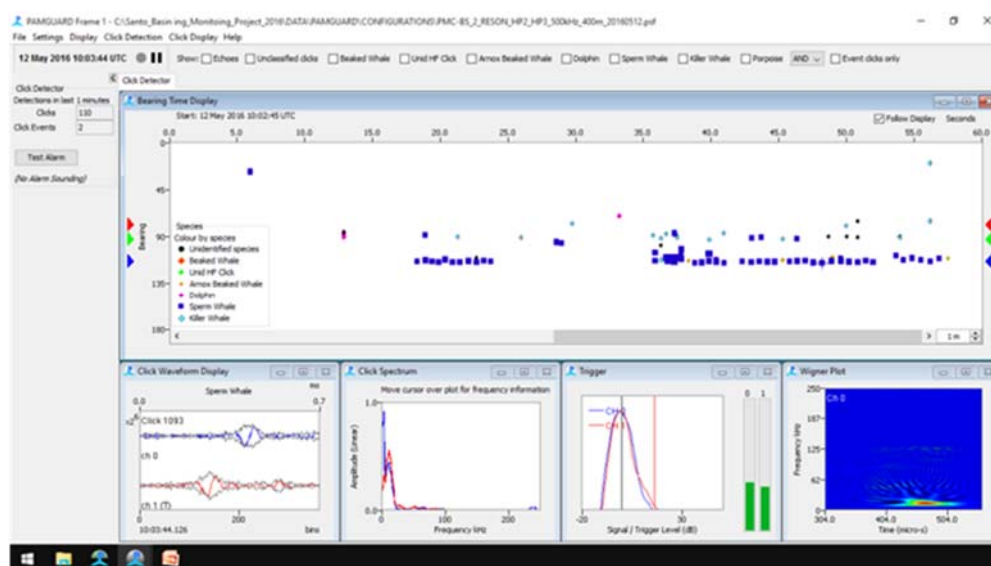 PAMGUARD Frame 1 - C:\Santo_Basin ing_Monitoing_Project_2016\DATA\PAMGUARD\CONFIGURATIONS\PMC-BS_2_RESON_HP2_HP3_500kHz_400m_20160512.psf
File Settings Display Click Detection Click Display Help
12 May 2016 10:03:44 UTC Show: Echoes Unclassified clicks Beaked Whale Unid HF Click Arnox Beaked Whale Dolphin Sperm Whale Killer Whale Porpose AND Event clicks only
Click Detector
Click Detector
Detections in last 1 minutes
Clicks 110
Click Events 2
Test Alarm
(No Alarm Sounding)
Bearing Time Display
Start: 12 May 2016 10:02:45 UTC
Follow Display Seconds
0.0 5.0 10.0 15.0 20.0 25.0 30.0 35.0 40.0 45.0 50.0 55.0 60.0
0
45
90
135
180
Bearing
Species
Colour by species
Unidentified species
Beaked Whale
Unid HF Click
Arnox Beaked Whale
Dolphin
Sperm Whale
Killer Whale
1 m
Click Waveform Display
Sperm Whale
ms
0.0 0.7
Click 1093
ch 0
ch 1 (T)
0 200
10:03:44.126 bins
Click Spectrum
Move cursor over plot for frequency information
1.0
0.0
Amplitude (Linear)
0 100 200
Frequency kHz
Trigger
CH 0
CH 1
-20 30
Signal / Trigger Level (dB)
0 1
Wigner Plot
Ch 0
250
187
125
62
0
Frequency kHz
304.0 404.0 504.0
Time (micro-s)